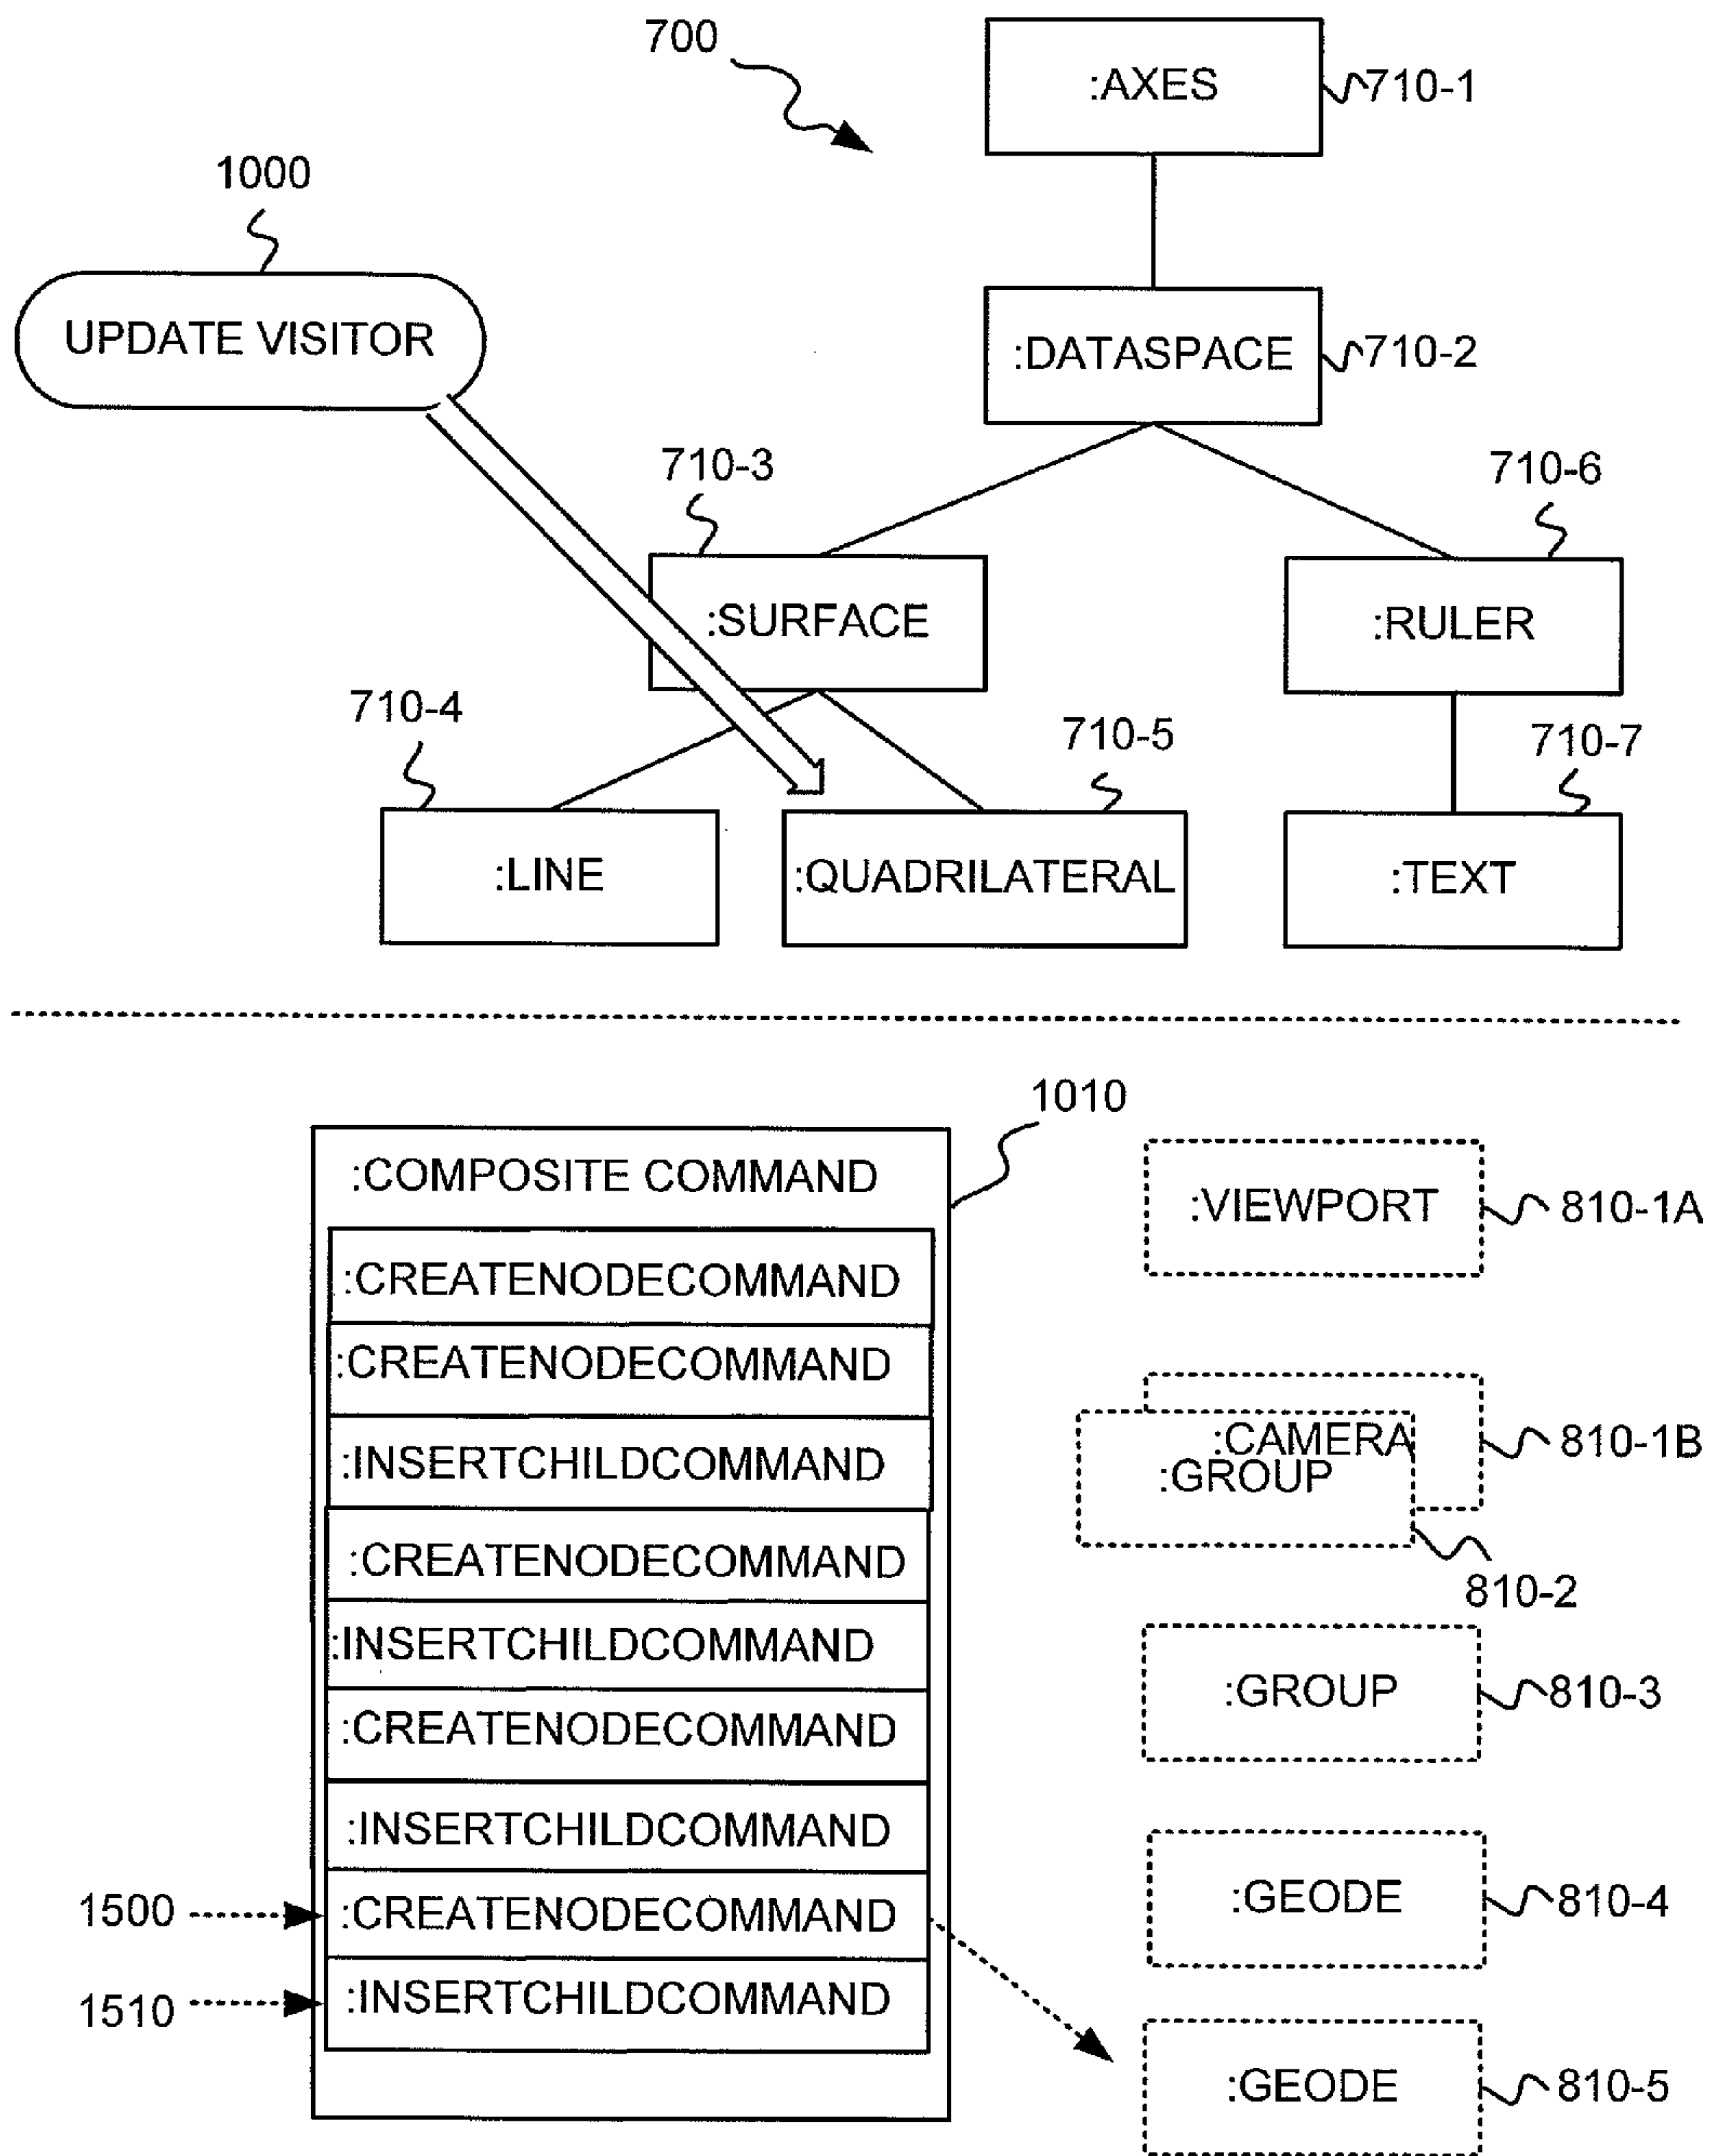 700
:AXES
710-1
1000
UPDATE VISITOR
:DATASPACE
710-2
710-3
710-6
:SURFACE
:RULER
710-4
710-5
710-7
:LINE
:QUADRILATERAL
:TEXT
1010
:COMPOSITE COMMAND
:CREATENODECOMMAND
:CREATENODECOMMAND
:INSERTCHILDCOMMAND
:CREATENODECOMMAND
:INSERTCHILDCOMMAND
:CREATENODECOMMAND
:INSERTCHILDCOMMAND
1500
:CREATENODECOMMAND
1510
:INSERTCHILDCOMMAND
:VIEWPORT
810-1A
:CAMERA
810-1B
:GROUP
810-2
:GROUP
810-3
:GEODE
810-4
:GEODE
810-5